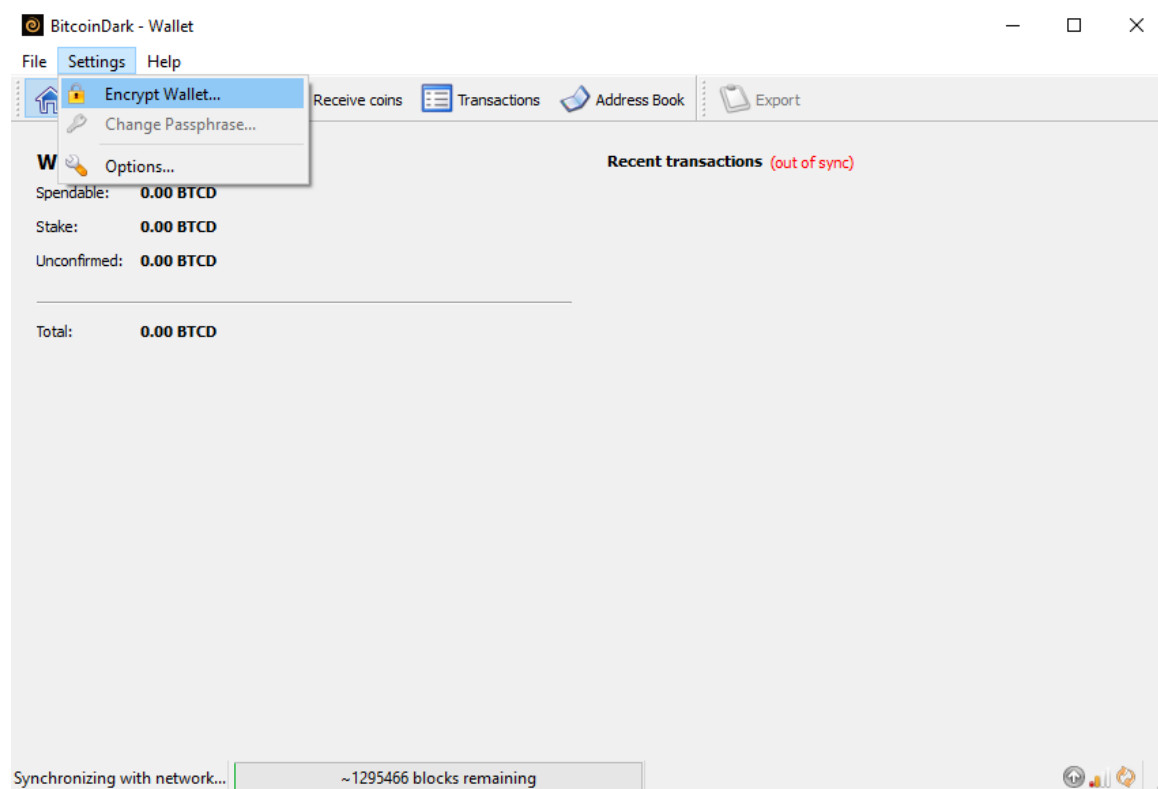 BitcoinDark - Wallet
File Settings Help
Encrypt Wallet...
Change Passphrase...
Options...
Receive coins Transactions Address Book Export
W
Recent transactions (out of sync)
Spendable: 0.00 BTCD
Stake: 0.00 BTCD
Unconfirmed: 0.00 BTCD
Total: 0.00 BTCD
Synchronizing with network... ~1295466 blocks remaining